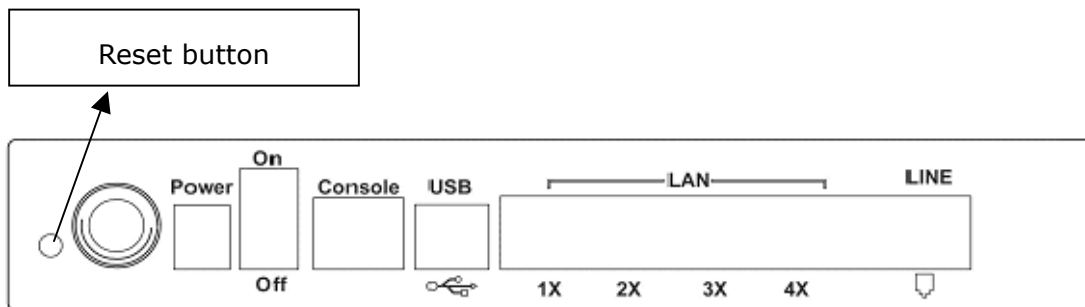 Reset button
On
Power Console USB LAN LINE
Off
1X 2X 3X 4X